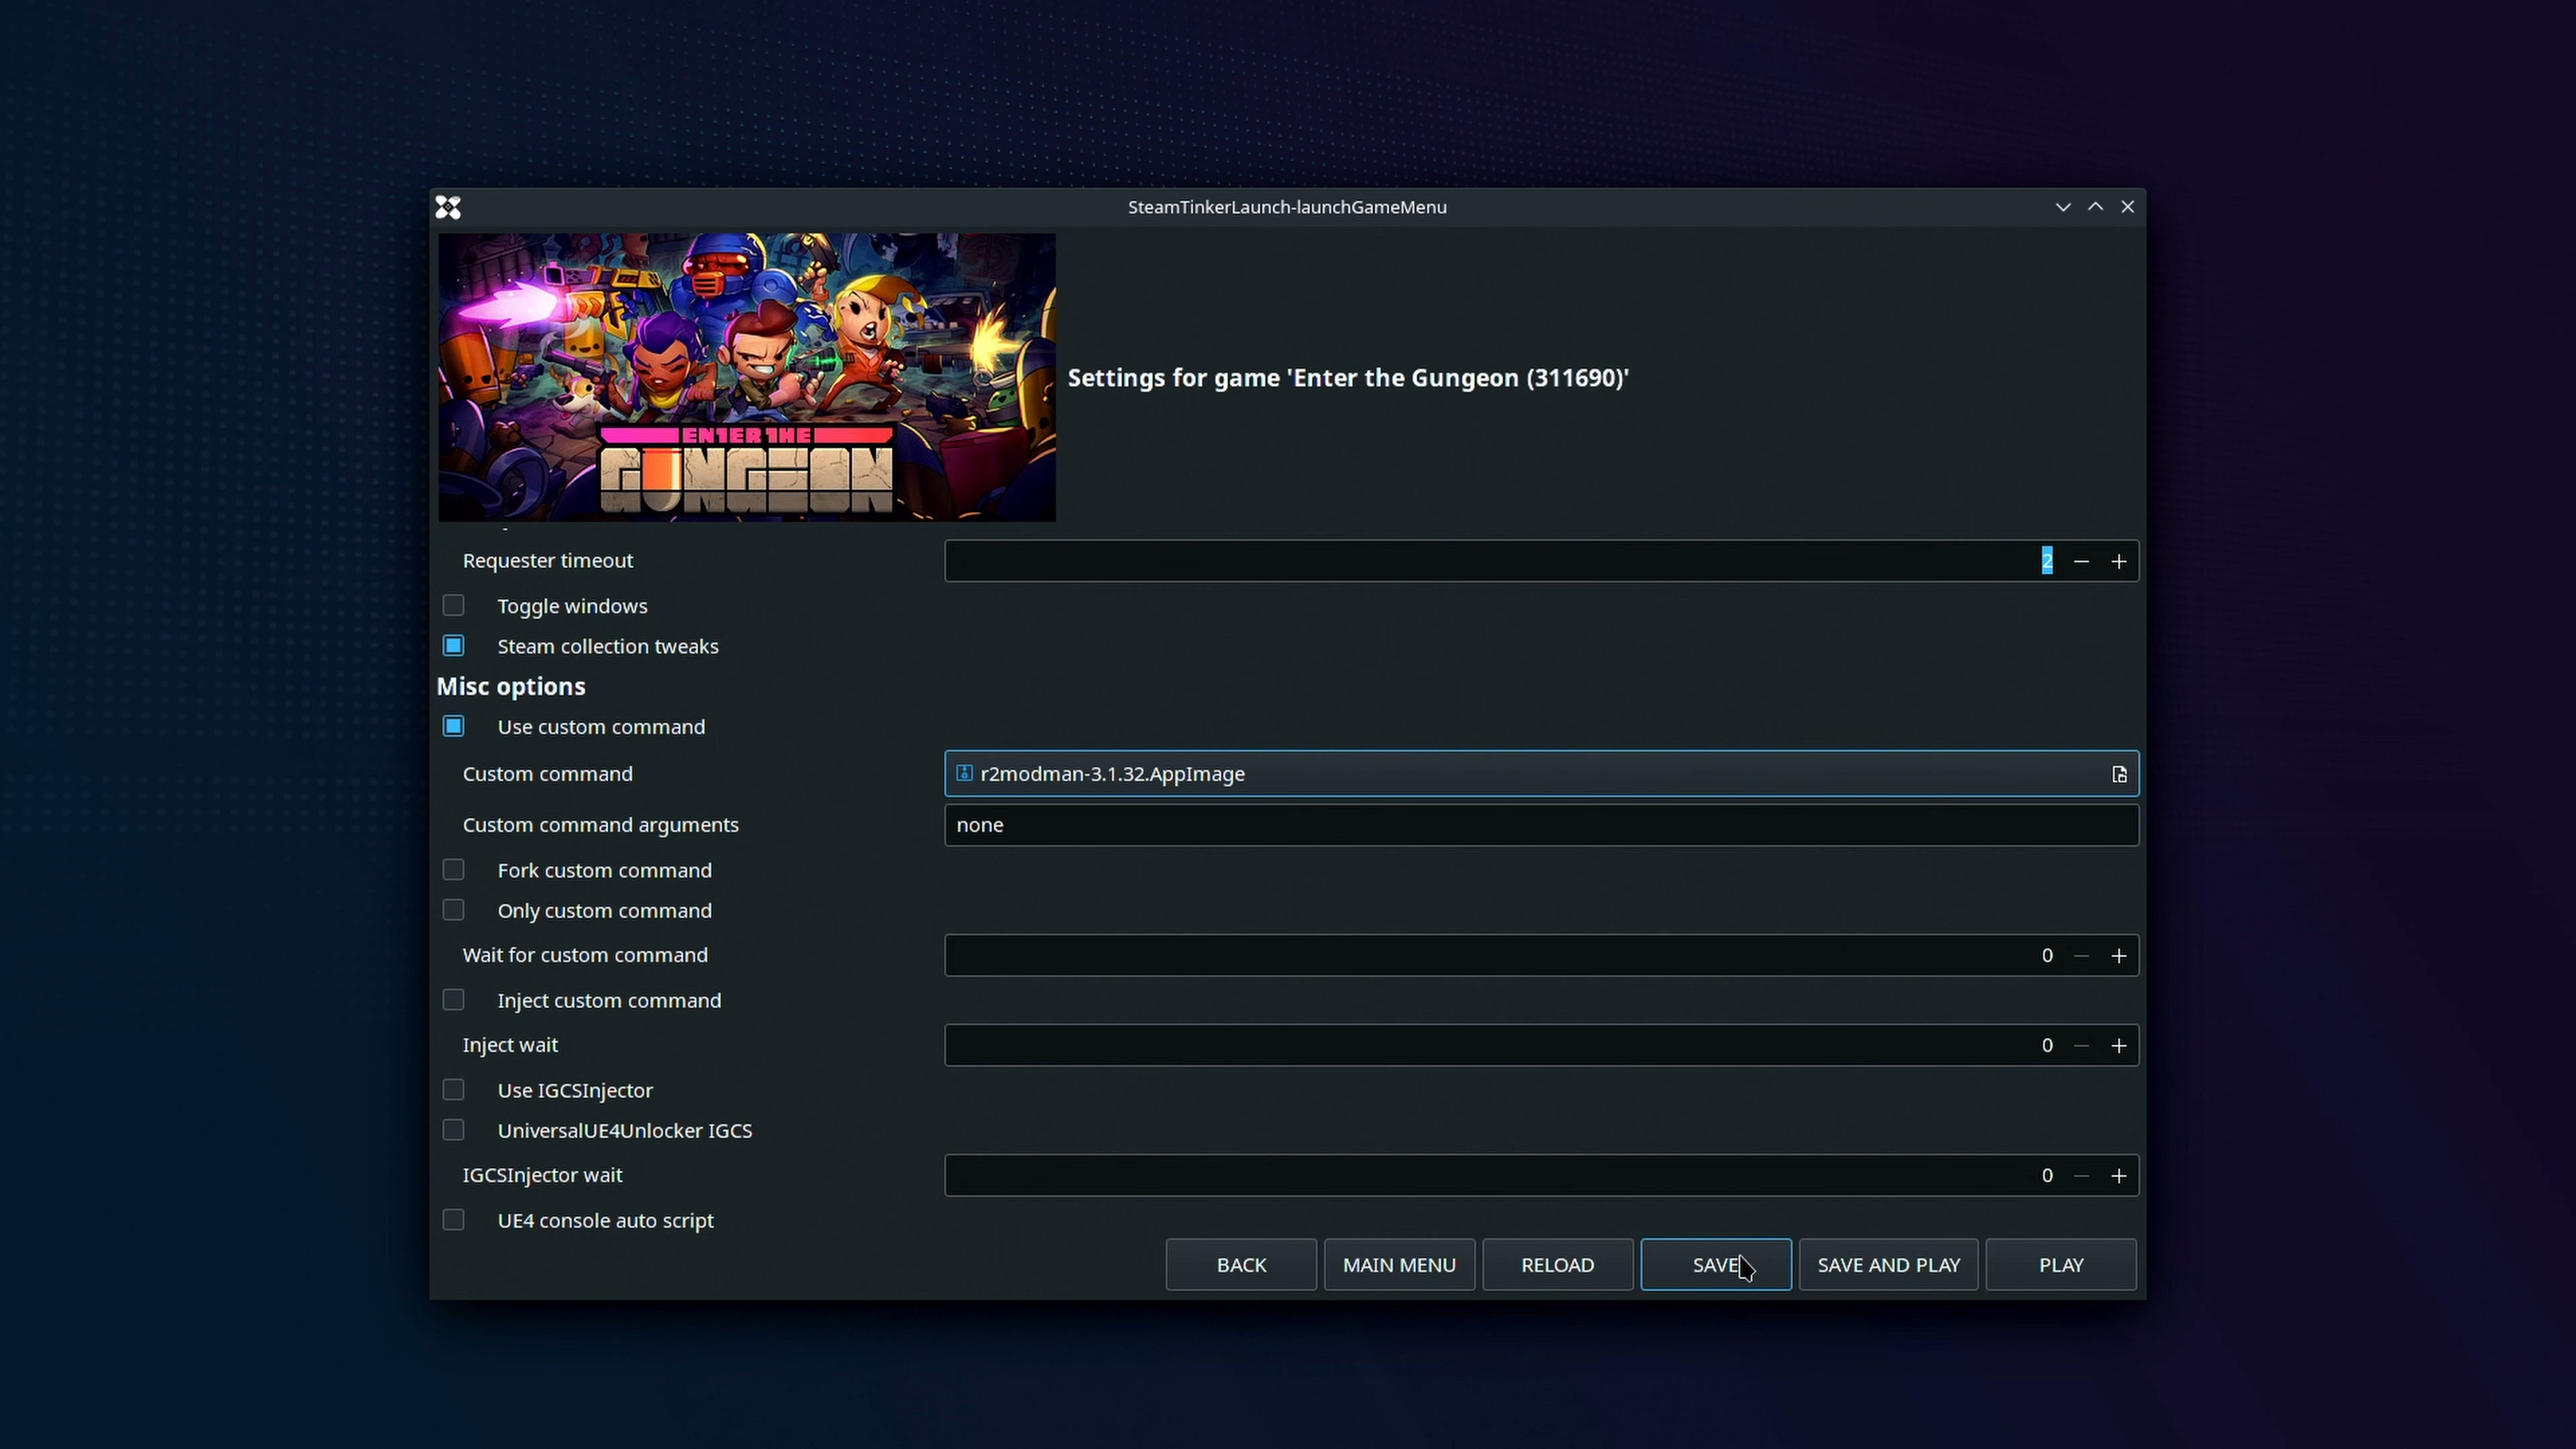 SteamTinkerLaunch-launchGameMenu
ENTER THE
GUNGEON
Settings for game 'Enter the Gungeon (311690)'
Requester timeout 2
Toggle windows
Steam collection tweaks
Misc options
Use custom command
Custom command r2modman-3.1.32.AppImage
Custom command arguments none
Fork custom command
Only custom command
Wait for custom command 0
Inject custom command
Inject wait 0
Use IGCSInjector
UniversalUE4Unlocker IGCS
IGCSInjector wait 0
UE4 console auto script
BACK MAIN MENU RELOAD SAVE SAVE AND PLAY PLAY